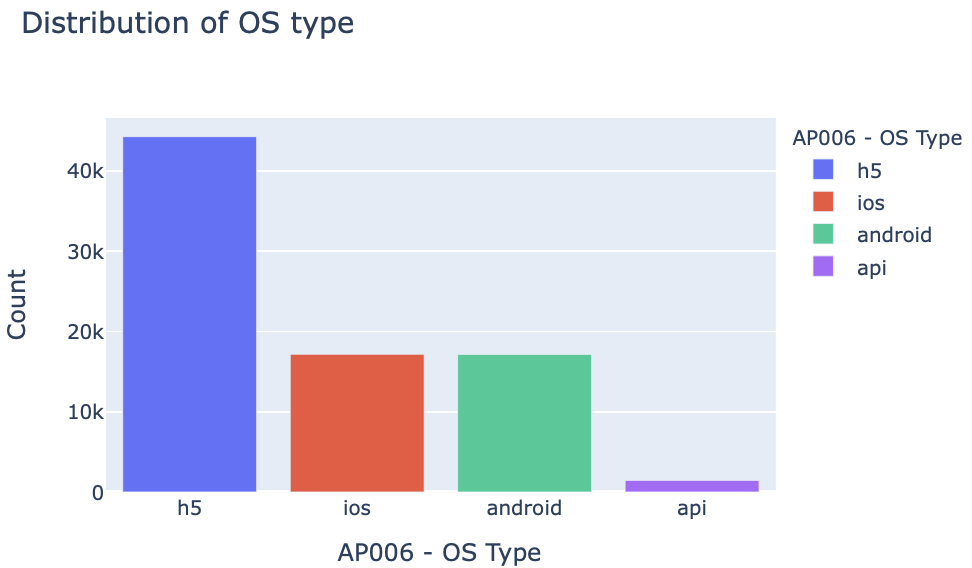 Distribution of OS type
AP006 - OS Type
h5
ios
android
api
Count
40k
30k
20k
10k
0
h5
ios
android
api
AP006 - OS Type